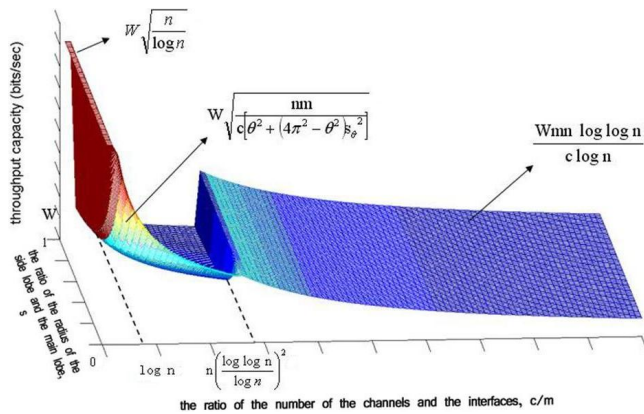 W√(n/log n)
W√(nm/c[θ²+(4π²−θ²)s_θ²])
Wmn log log n / c log n
throughput capacity (bits/sec)
W
1
the ratio of the radius of the
side lobe and the main lobe,
s
0
log n
n(log log n / log n)²
the ratio of the number of the channels and the interfaces, c/m